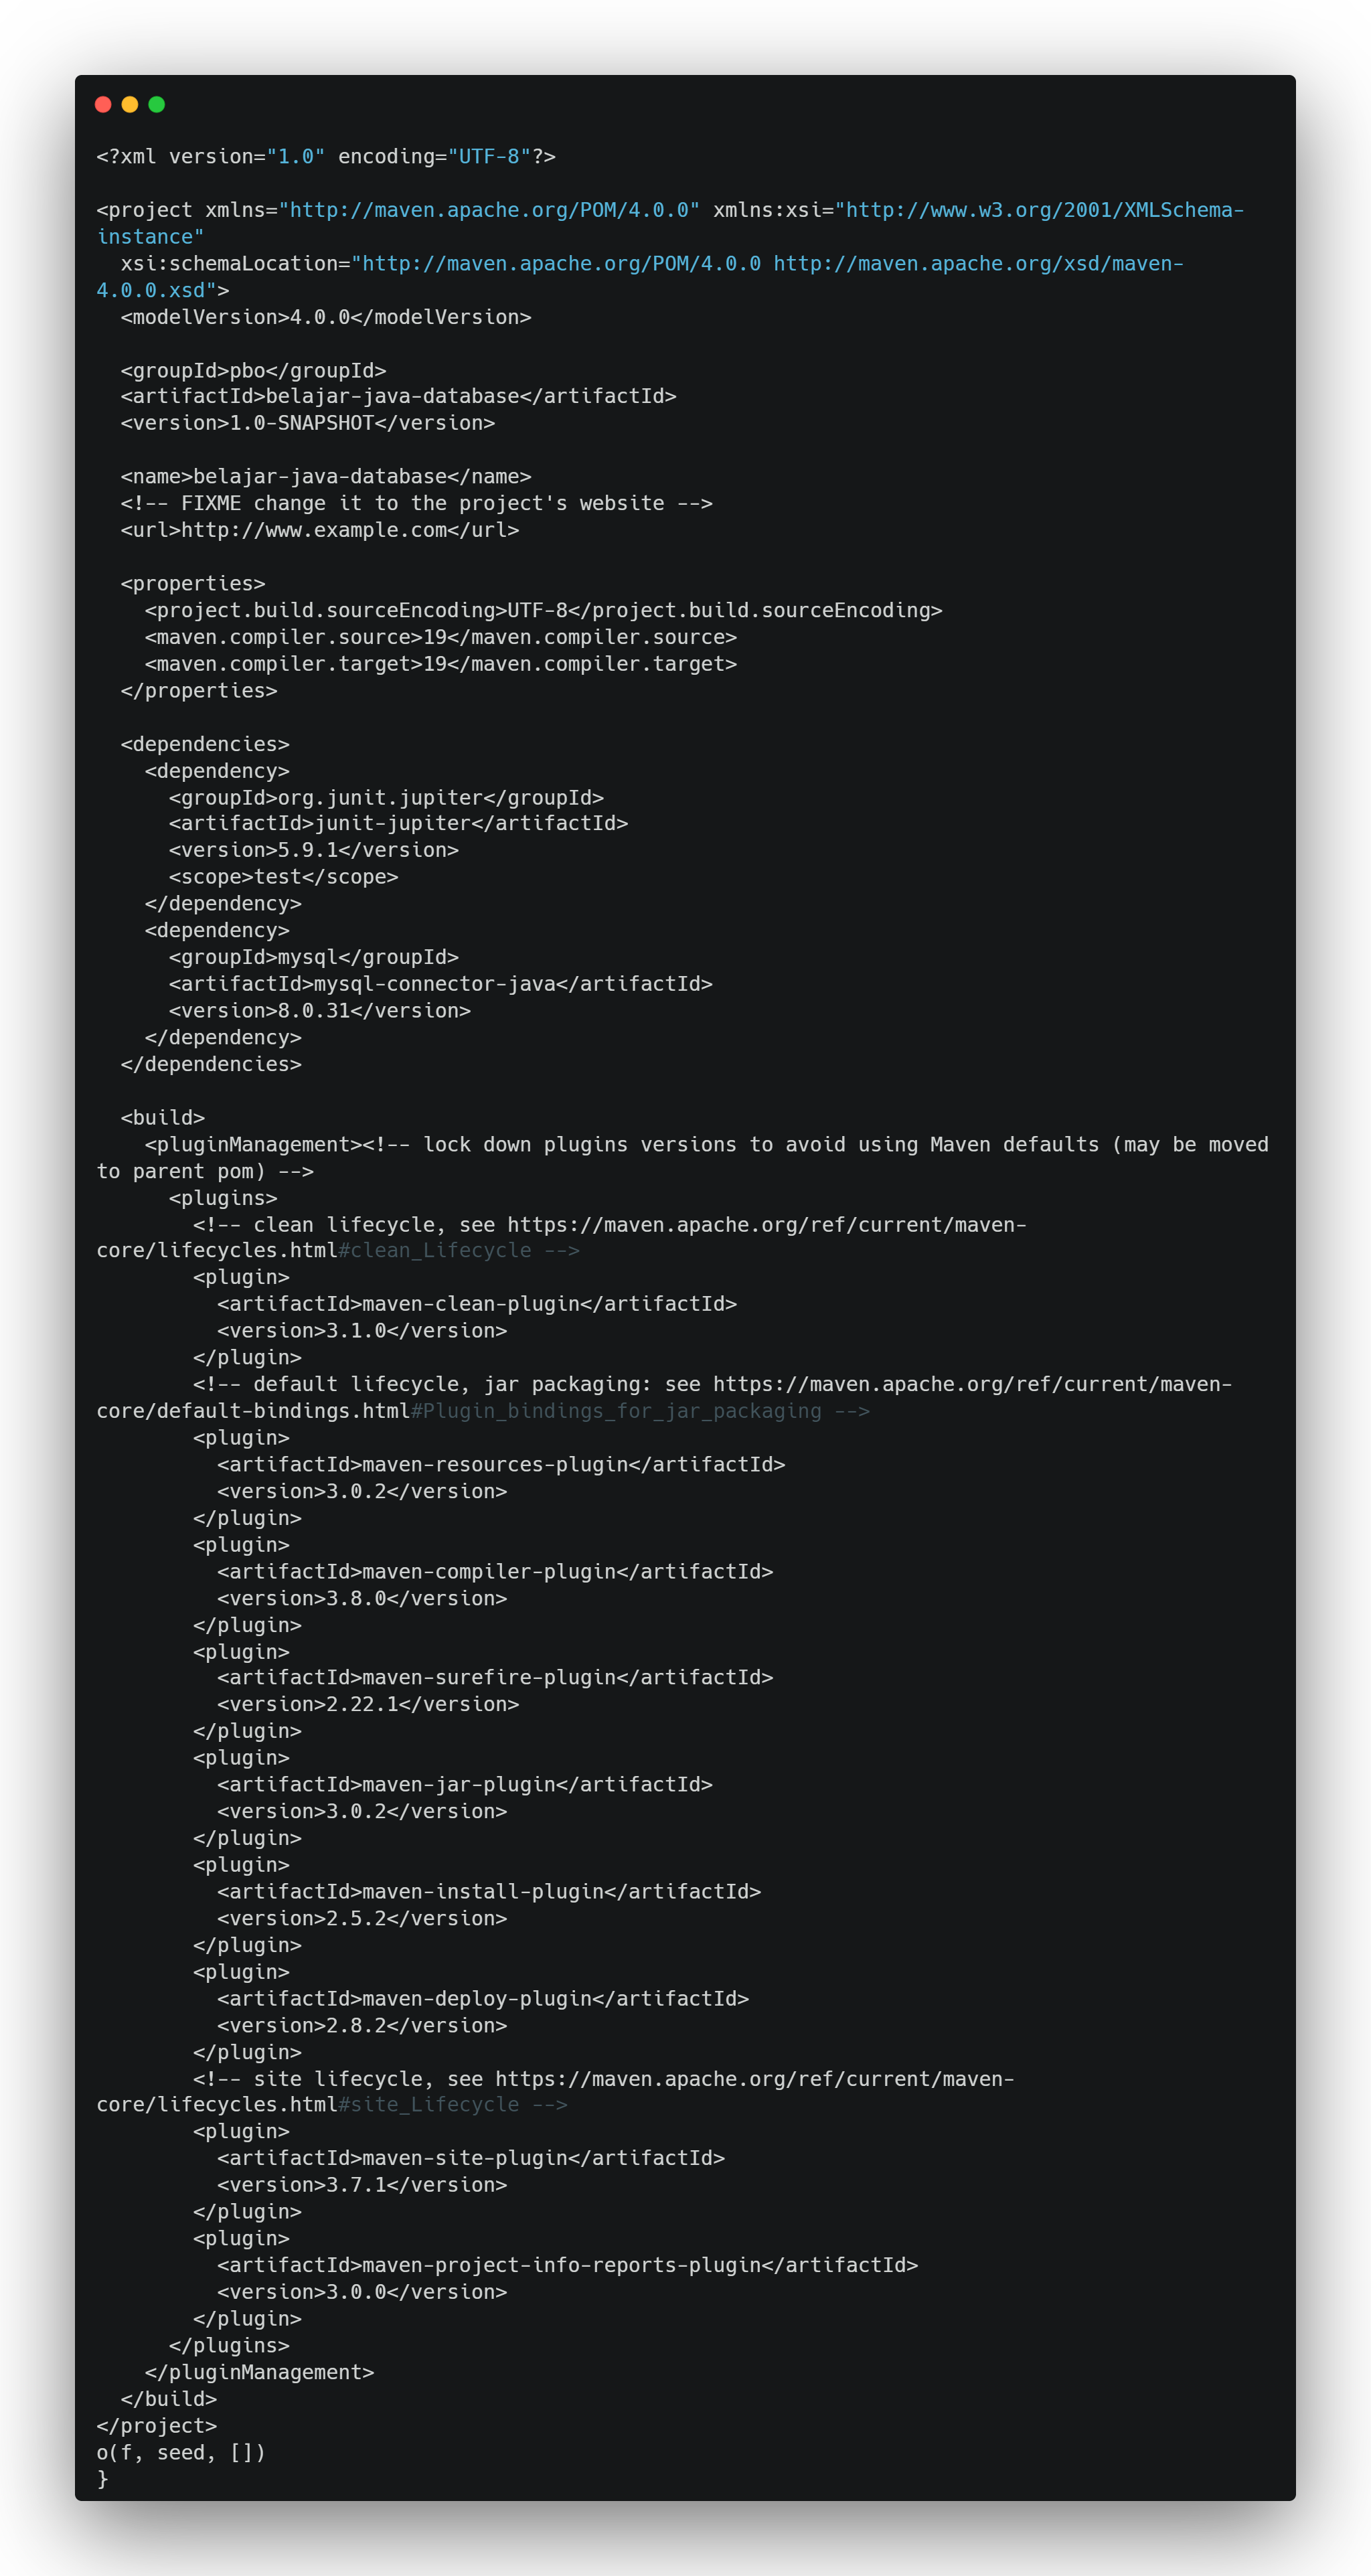 <?xml version="1.0" encoding="UTF-8"?>

<project xmlns="http://maven.apache.org/POM/4.0.0" xmlns:xsi="http://www.w3.org/2001/XMLSchema-
instance"
  xsi:schemaLocation="http://maven.apache.org/POM/4.0.0 http://maven.apache.org/xsd/maven-
4.0.0.xsd">
  <modelVersion>4.0.0</modelVersion>

  <groupId>pbo</groupId>
  <artifactId>belajar-java-database</artifactId>
  <version>1.0-SNAPSHOT</version>

  <name>belajar-java-database</name>
  <!-- FIXME change it to the project's website -->
  <url>http://www.example.com</url>

  <properties>
    <project.build.sourceEncoding>UTF-8</project.build.sourceEncoding>
    <maven.compiler.source>19</maven.compiler.source>
    <maven.compiler.target>19</maven.compiler.target>
  </properties>

  <dependencies>
    <dependency>
      <groupId>org.junit.jupiter</groupId>
      <artifactId>junit-jupiter</artifactId>
      <version>5.9.1</version>
      <scope>test</scope>
    </dependency>
    <dependency>
      <groupId>mysql</groupId>
      <artifactId>mysql-connector-java</artifactId>
      <version>8.0.31</version>
    </dependency>
  </dependencies>

  <build>
    <pluginManagement><!-- lock down plugins versions to avoid using Maven defaults (may be moved
to parent pom) -->
      <plugins>
        <!-- clean lifecycle, see https://maven.apache.org/ref/current/maven-
core/lifecycles.html#clean_Lifecycle -->
        <plugin>
          <artifactId>maven-clean-plugin</artifactId>
          <version>3.1.0</version>
        </plugin>
        <!-- default lifecycle, jar packaging: see https://maven.apache.org/ref/current/maven-
core/default-bindings.html#Plugin_bindings_for_jar_packaging -->
        <plugin>
          <artifactId>maven-resources-plugin</artifactId>
          <version>3.0.2</version>
        </plugin>
        <plugin>
          <artifactId>maven-compiler-plugin</artifactId>
          <version>3.8.0</version>
        </plugin>
        <plugin>
          <artifactId>maven-surefire-plugin</artifactId>
          <version>2.22.1</version>
        </plugin>
        <plugin>
          <artifactId>maven-jar-plugin</artifactId>
          <version>3.0.2</version>
        </plugin>
        <plugin>
          <artifactId>maven-install-plugin</artifactId>
          <version>2.5.2</version>
        </plugin>
        <plugin>
          <artifactId>maven-deploy-plugin</artifactId>
          <version>2.8.2</version>
        </plugin>
        <!-- site lifecycle, see https://maven.apache.org/ref/current/maven-
core/lifecycles.html#site_Lifecycle -->
        <plugin>
          <artifactId>maven-site-plugin</artifactId>
          <version>3.7.1</version>
        </plugin>
        <plugin>
          <artifactId>maven-project-info-reports-plugin</artifactId>
          <version>3.0.0</version>
        </plugin>
      </plugins>
    </pluginManagement>
  </build>
</project>
o(f, seed, [])
}